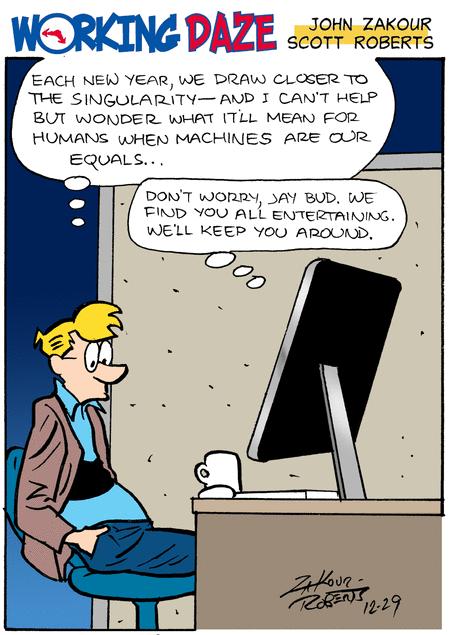 WORKING DAZE
JOHN ZAKOUR
SCOTT ROBERTS
EACH NEW YEAR, WE DRAW CLOSER TO
THE SINGULARITY—AND I CAN'T HELP
BUT WONDER WHAT IT'LL MEAN FOR
HUMANS WHEN MACHINES ARE OUR
EQUALS...
DON'T WORRY, JAY BUD. WE
FIND YOU ALL ENTERTAINING.
WE'LL KEEP YOU AROUND.
ZAKOUR-
ROBERTS 12-29